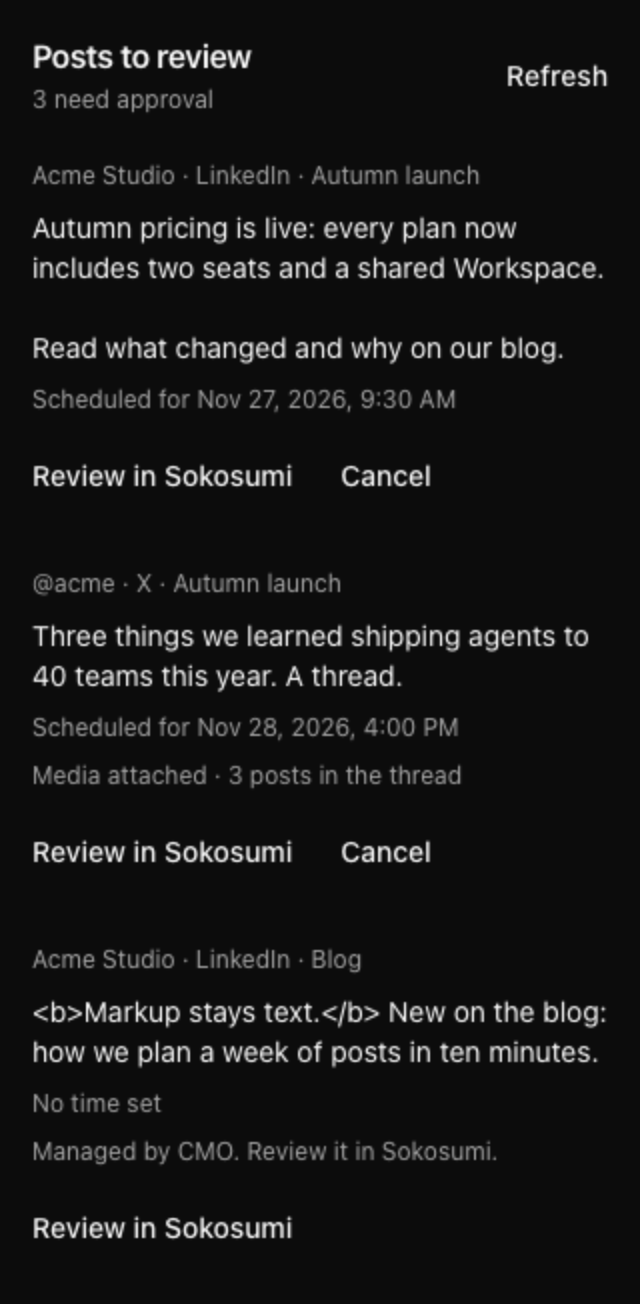 Posts to review
Refresh
3 need approval
Acme Studio · LinkedIn · Autumn launch
Autumn pricing is live: every plan now
includes two seats and a shared Workspace.
Read what changed and why on our blog.
Scheduled for Nov 27, 2026, 9:30 AM
Review in Sokosumi
Cancel
@acme · X · Autumn launch
Three things we learned shipping agents to
40 teams this year. A thread.
Scheduled for Nov 28, 2026, 4:00 PM
Media attached · 3 posts in the thread
Review in Sokosumi
Cancel
Acme Studio · LinkedIn · Blog
<b>Markup stays text.</b> New on the blog:
how we plan a week of posts in ten minutes.
No time set
Managed by CMO. Review it in Sokosumi.
Review in Sokosumi